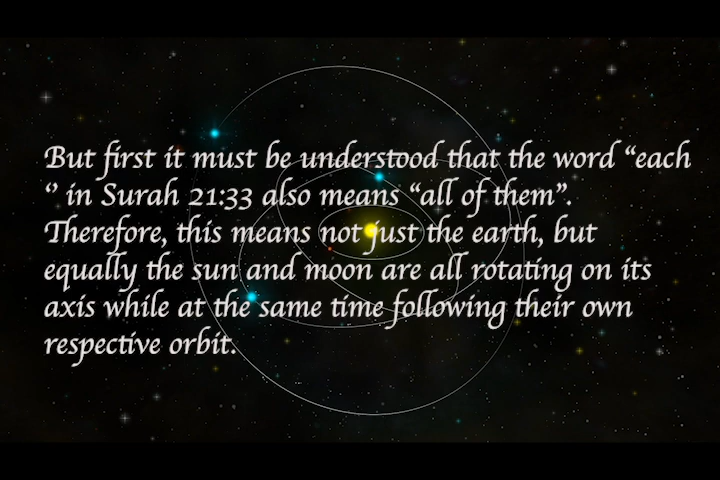 But first it must be understood that the word “each
‘’ in Surah 21:33 also means “all of them”.
Therefore, this means not just the earth, but
equally the sun and moon are all rotating on its
axis while at the same time following their own
respective orbit.